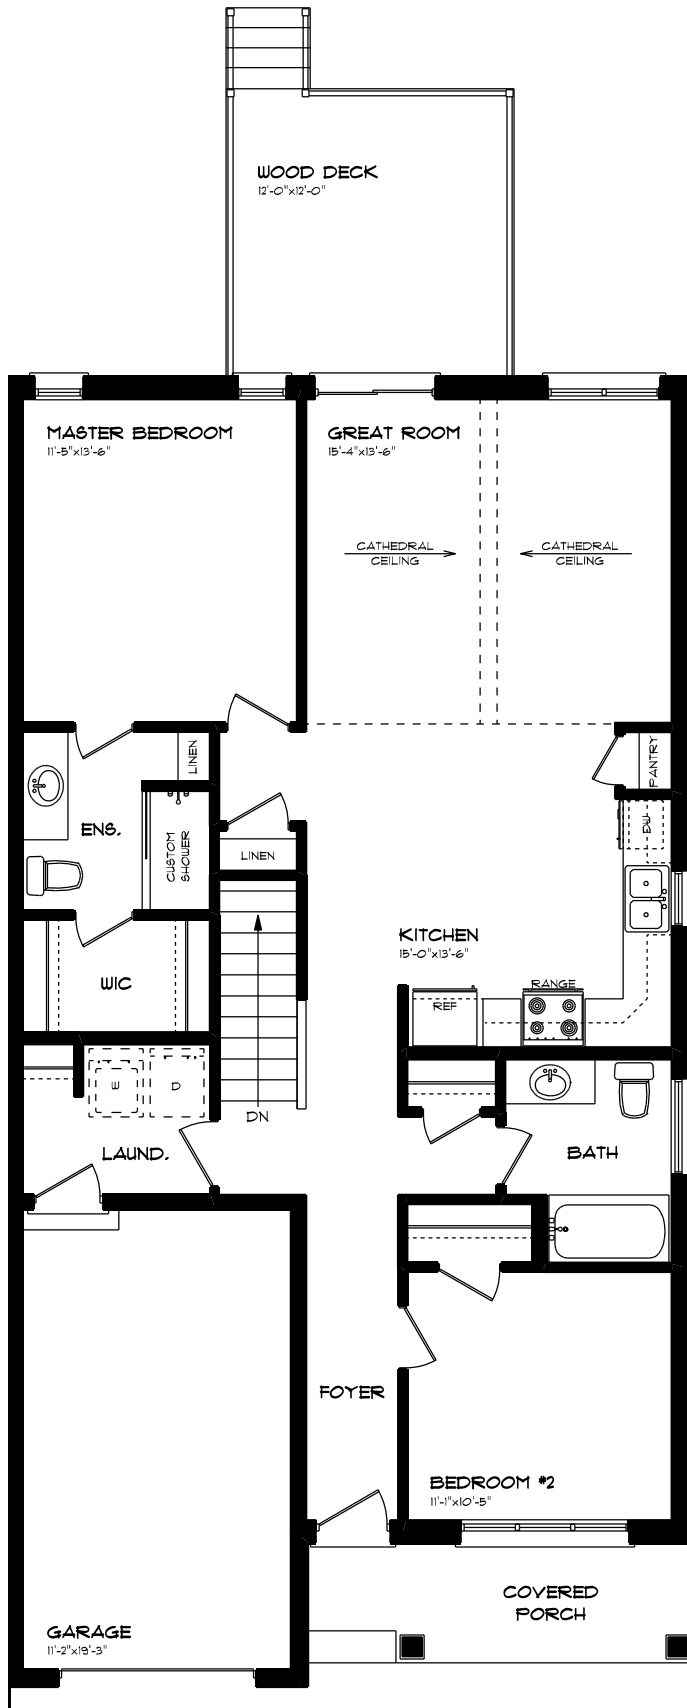 WOOD DECK
12'-0"x12'-0"
MASTER BEDROOM
11'-5"x13'-6"
GREAT ROOM
15'-4"x13'-6"
CATHEDRAL
CEILING
CATHEDRAL
CEILING
LINEN
PANTRY
ENS.
CUSTOM
SHOWER
LINEN
DW
KITCHEN
15'-0"x13'-6"
WIC
RANGE
REF
D
DN
LAUND.
BATH
FOYER
BEDROOM #2
11'-1"x10'-5"
COVERED
PORCH
GARAGE
11'-2"x19'-3"